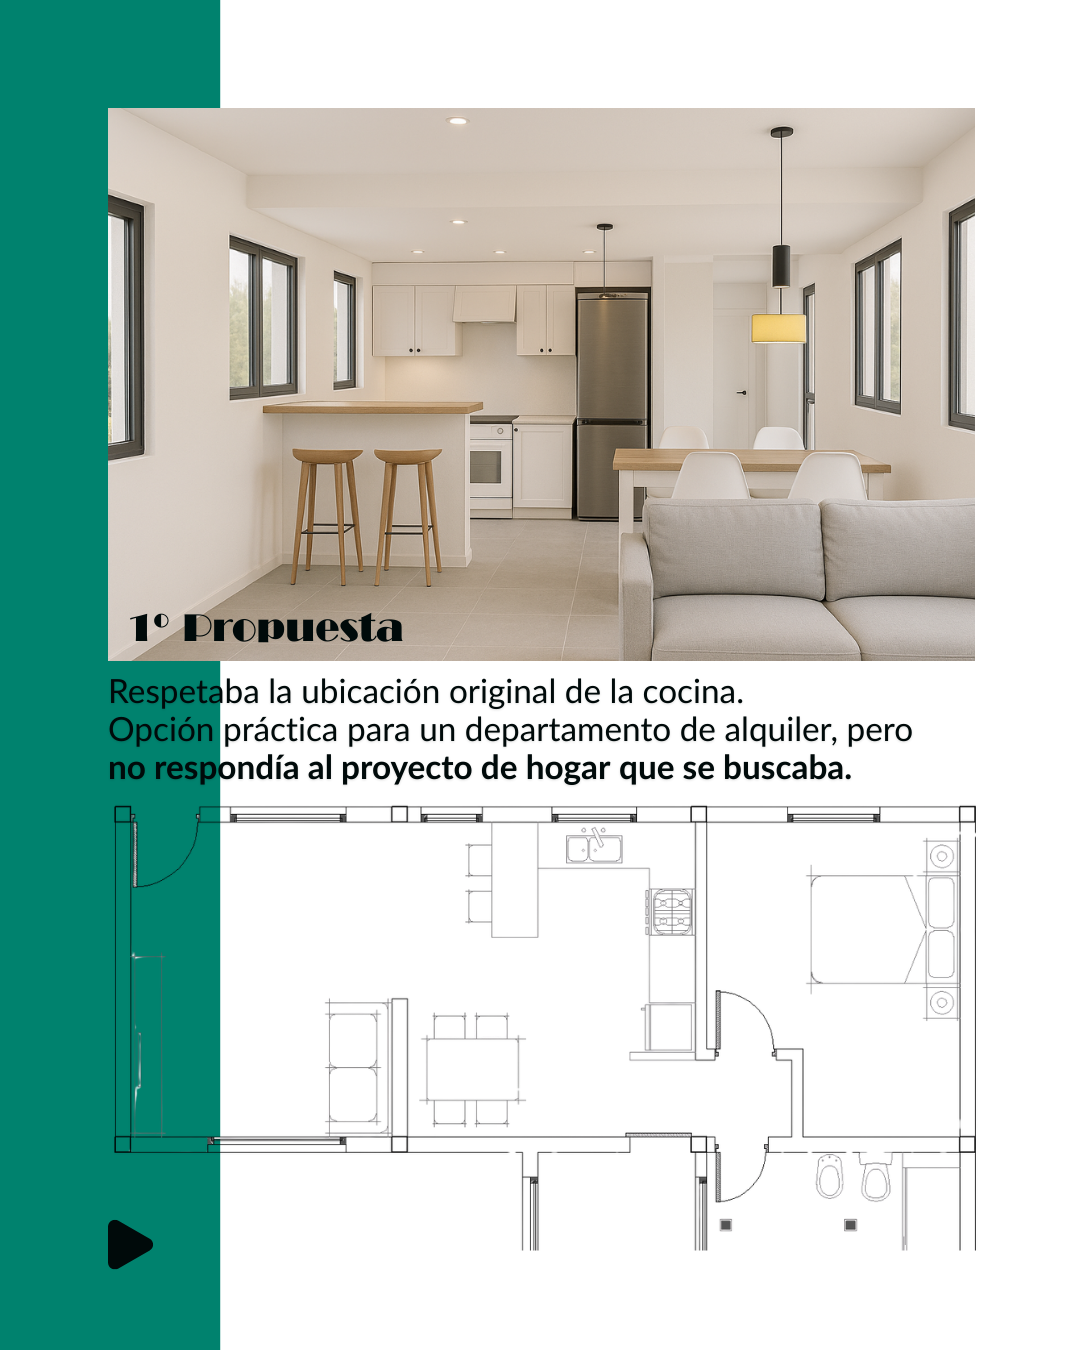 1º Propuesta
Respetaba la ubicación original de la cocina.
Opción práctica para un departamento de alquiler, pero
no respondía al proyecto de hogar que se buscaba.